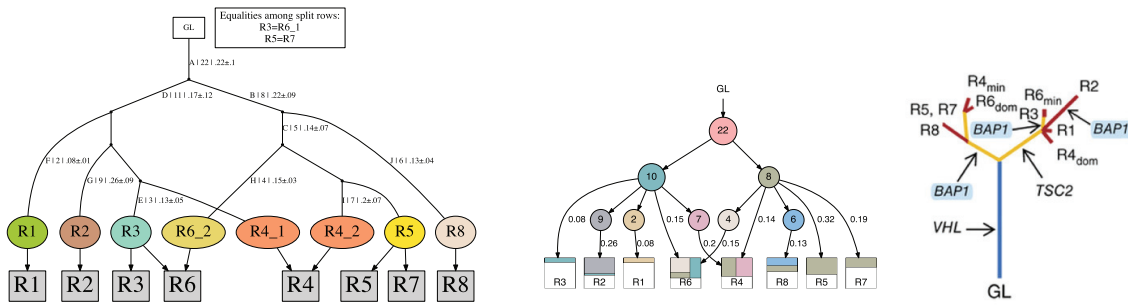 GL
Equalities among split rows:
R3=R6_1
R5=R7
A | 22 | .22±.1
D | 11 | .17±.12
B | 8 | .22±.09
C | 5 | .14±.07
F | 2 | .08±.01
J | 6 | .13±.04
G | 9 | .26±.09
H | 4 | .15±.03
E | 3 | .13±.05
I | 7 | .2±.07
R1 R2 R3 R6_2 R4_1 R4_2 R5 R8
R1 R2 R3 R6 R4 R5 R7 R8
GL
22
10 8
9 2 7 4 6
0.08 0.15 0.14 0.32 0.19
0.26 0.08 0.2 0.15 0.13
R3 R2 R1 R6 R4 R8 R5 R7
R4min
R6dom
R5, R7
R8
R6min
R2
R3
BAP1
R1
BAP1
R4dom
BAP1
TSC2
VHL
GL